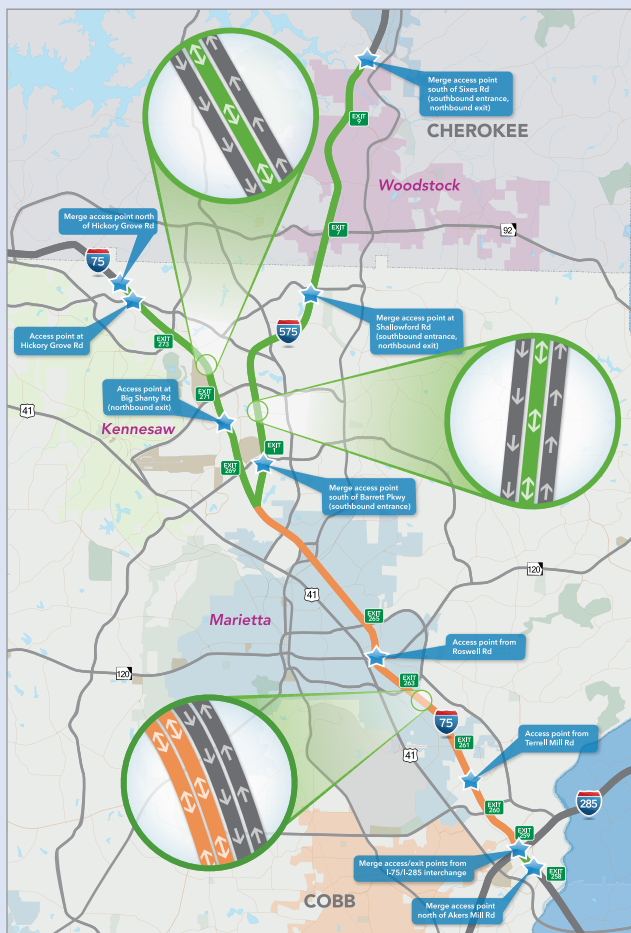 Merge access point
south of Sixes Rd
(southbound entrance,
northbound exit)
EXIT
9
CHEROKEE
Woodstock
Merge access point north
of Hickory Grove Rd
EXIT
92
75
Merge access point at
Shallowford Rd
(southbound entrance,
northbound exit)
575
Access point at
Hickory Grove Rd
EXIT
273
EXIT
271
Access point at
Big Shanty Rd
(northbound exit)
41
Kennesaw
EXIT
1
EXIT
269
Merge access point
south of Barrett Pkwy
(southbound entrance)
120
41
EXIT
265
Marietta
Access point from
Roswell Rd
120
EXIT
263
75
EXIT
261
Access point from
Terrell Mill Rd
41
285
EXIT
260
EXIT
259
Merge access/exit points from
I-75/I-285 interchange
EXIT
258
COBB
Merge access point
north of Akers Mill Rd